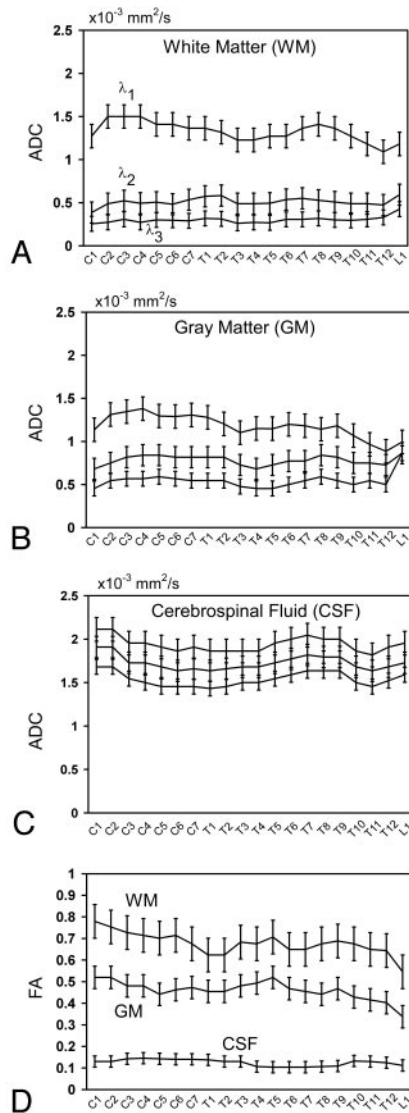 x10⁻³ mm²/s
White Matter (WM)
2.5
2
1.5
1
0.5
0
ADC
λ₁
λ₂
λ₃
C1 C2 C3 C4 C5 C6 C7 T1 T2 T3 T4 T5 T6 T7 T8 T9 T10 T11 T12 L1
A
x10⁻³ mm²/s
Gray Matter (GM)
2.5
2
1.5
1
0.5
0
ADC
C1 C2 C3 C4 C5 C6 C7 T1 T2 T3 T4 T5 T6 T7 T8 T9 T10 T11 T12 L1
B
x10⁻³ mm²/s
Cerebrospinal Fluid (CSF)
2.5
2
1.5
1
0.5
0
ADC
C1 C2 C3 C4 C5 C6 C7 T1 T2 T3 T4 T5 T6 T7 T8 T9 T10 T11 T12 L1
C
1
0.9
0.8
0.7
0.6
0.5
0.4
0.3
0.2
0.1
0
FA
WM
GM
CSF
C1 C2 C3 C4 C5 C6 C7 T1 T2 T3 T4 T5 T6 T7 T8 T9 T10 T11 T12 L1
D